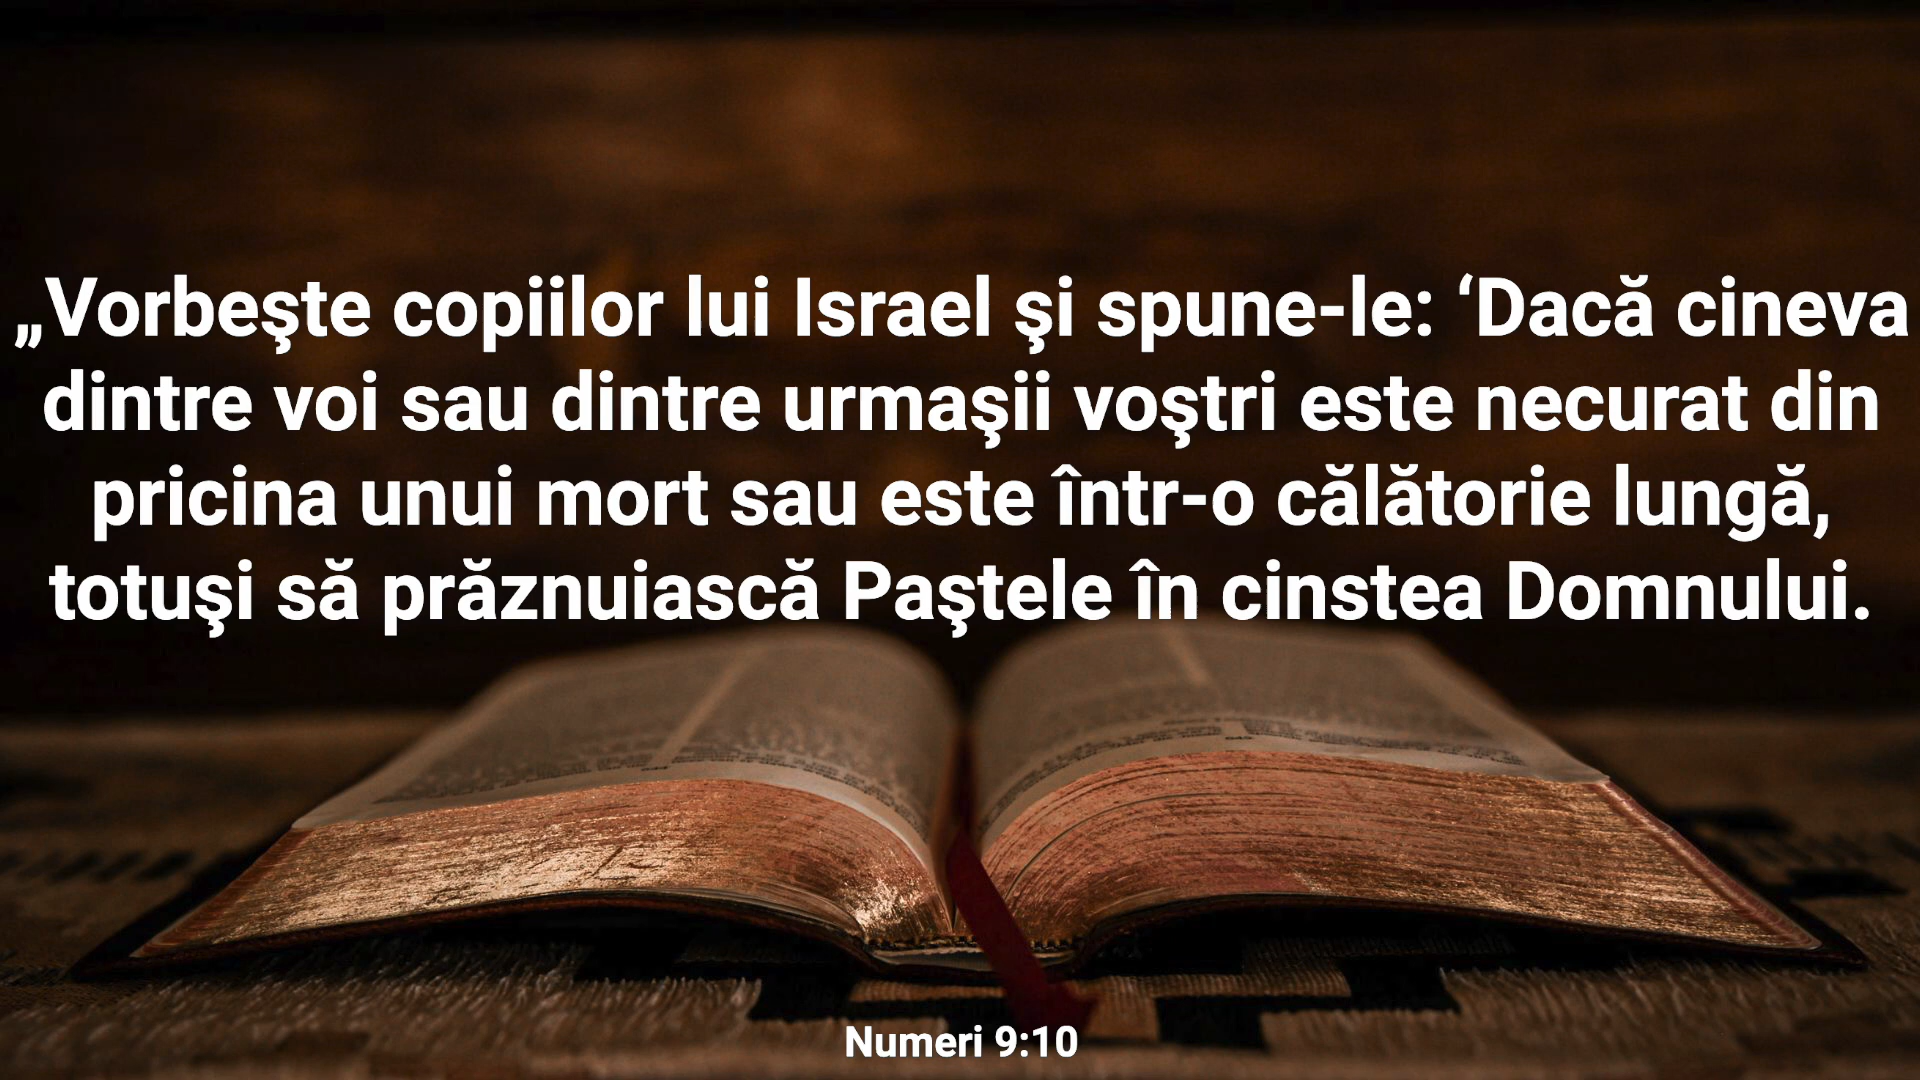 „Vorbeşte copiilor lui Israel şi spune-le: ‘Dacă cineva
dintre voi sau dintre urmaşii voştri este necurat din
pricina unui mort sau este într-o călătorie lungă,
totuşi să prăznuiască Paştele în cinstea Domnului.
Numeri 9:10